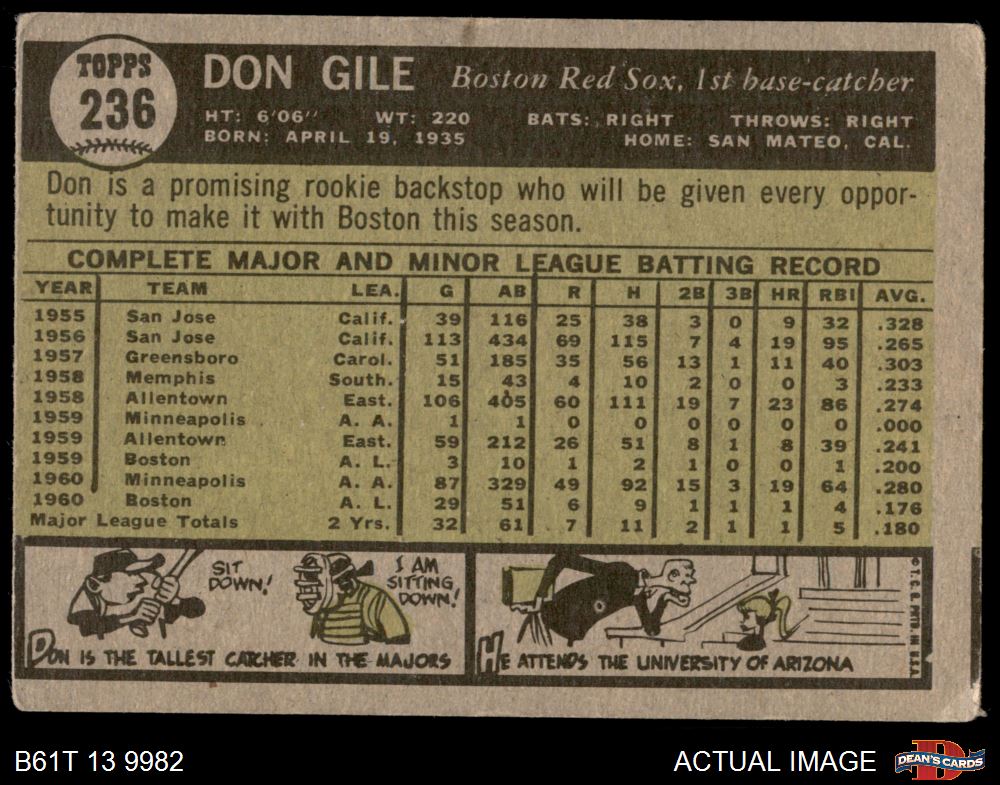 TOPPS
236
DON GILE Boston Red Sox, 1st base-catcher
HT: 6'06" WT: 220 BATS: RIGHT THROWS: RIGHT
BORN: APRIL 19, 1935 HOME: SAN MATEO, CAL.
Don is a promising rookie backstop who will be given every oppor-
tunity to make it with Boston this season.
COMPLETE MAJOR AND MINOR LEAGUE BATTING RECORD
YEAR TEAM LEA. G AB R H 2B 3B HR RBI AVG.
1955 San Jose Calif. 39 116 25 38 3 0 9 32 .328
1956 San Jose Calif. 113 434 69 115 7 4 19 95 .265
1957 Greensboro Carol. 51 185 35 56 13 1 11 40 .303
1958 Memphis South. 15 43 4 10 2 0 0 3 .233
1958 Allentown East. 106 405 60 111 19 7 23 86 .274
1959 Minneapolis A. A. 1 1 0 0 0 0 0 0 .000
1959 Allentown East. 59 212 26 51 8 1 8 39 .241
1959 Boston A. L. 3 10 1 2 1 0 0 1 .200
1960 Minneapolis A. A. 87 329 49 92 15 3 19 64 .280
1960 Boston A. L. 29 51 6 9 1 1 1 4 .176
Major League Totals 2 Yrs. 32 61 7 11 2 1 1 5 .180
SIT
DOWN!
I AM
SITTING
DOWN!
DON IS THE TALLEST CATCHER IN THE MAJORS
HE ATTENDS THE UNIVERSITY OF ARIZONA
© T.C.G. PRTD IN U.S.A.
B61T 13 9982
ACTUAL IMAGE
D
DEAN'S CARDS